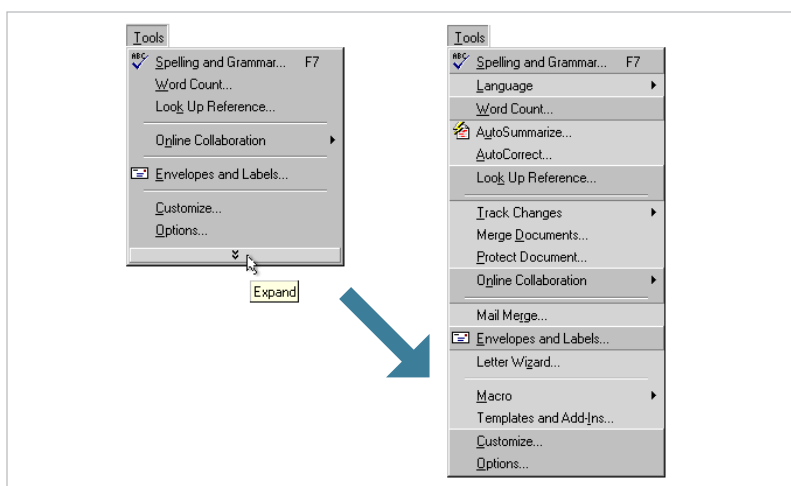 Tools
ABC Spelling and Grammar... F7
Word Count...
Look Up Reference...
Online Collaboration
Envelopes and Labels...
Customize...
Options...
Expand
Tools
ABC Spelling and Grammar... F7
Language
Word Count...
AutoSummarize...
AutoCorrect...
Look Up Reference...
Track Changes
Merge Documents...
Protect Document...
Online Collaboration
Mail Merge...
Envelopes and Labels...
Letter Wizard...
Macro
Templates and Add-Ins...
Customize...
Options...